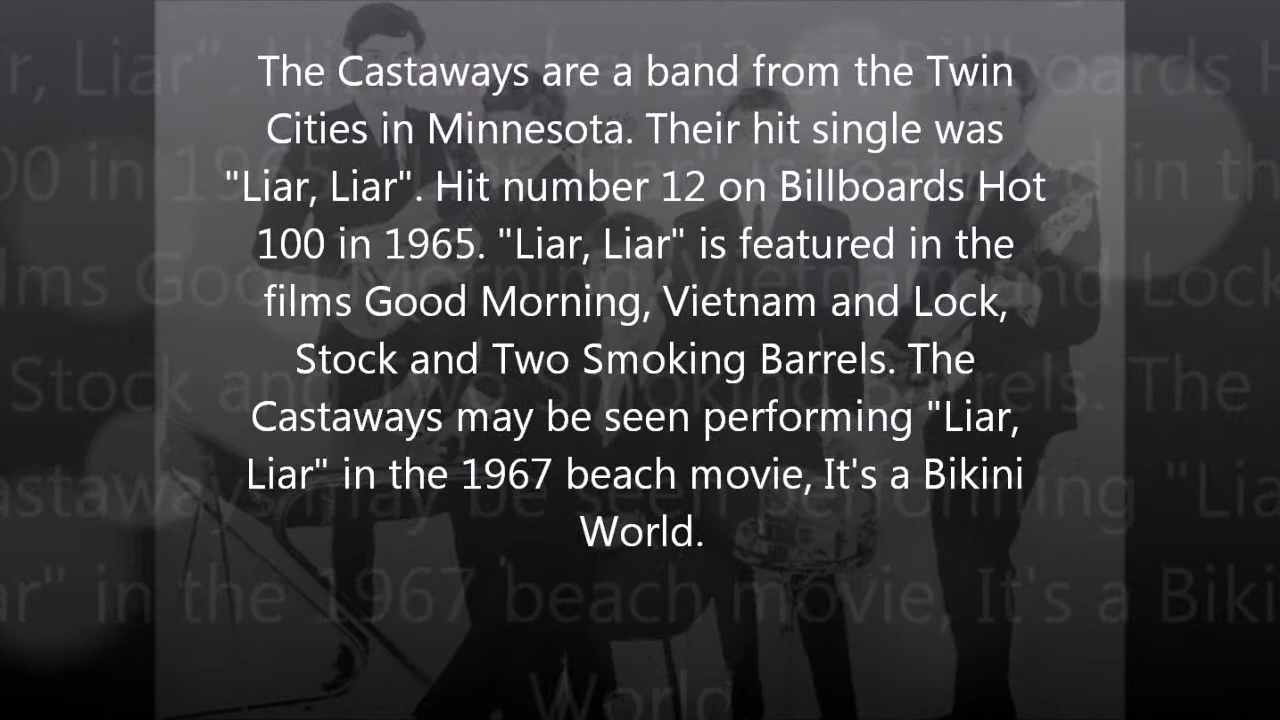 The Castaways are a band from the Twin
Cities in Minnesota. Their hit single was
"Liar, Liar". Hit number 12 on Billboards Hot
100 in 1965. "Liar, Liar" is featured in the
films Good Morning, Vietnam and Lock,
Stock and Two Smoking Barrels. The
Castaways may be seen performing "Liar,
Liar" in the 1967 beach movie, It's a Bikini
World.